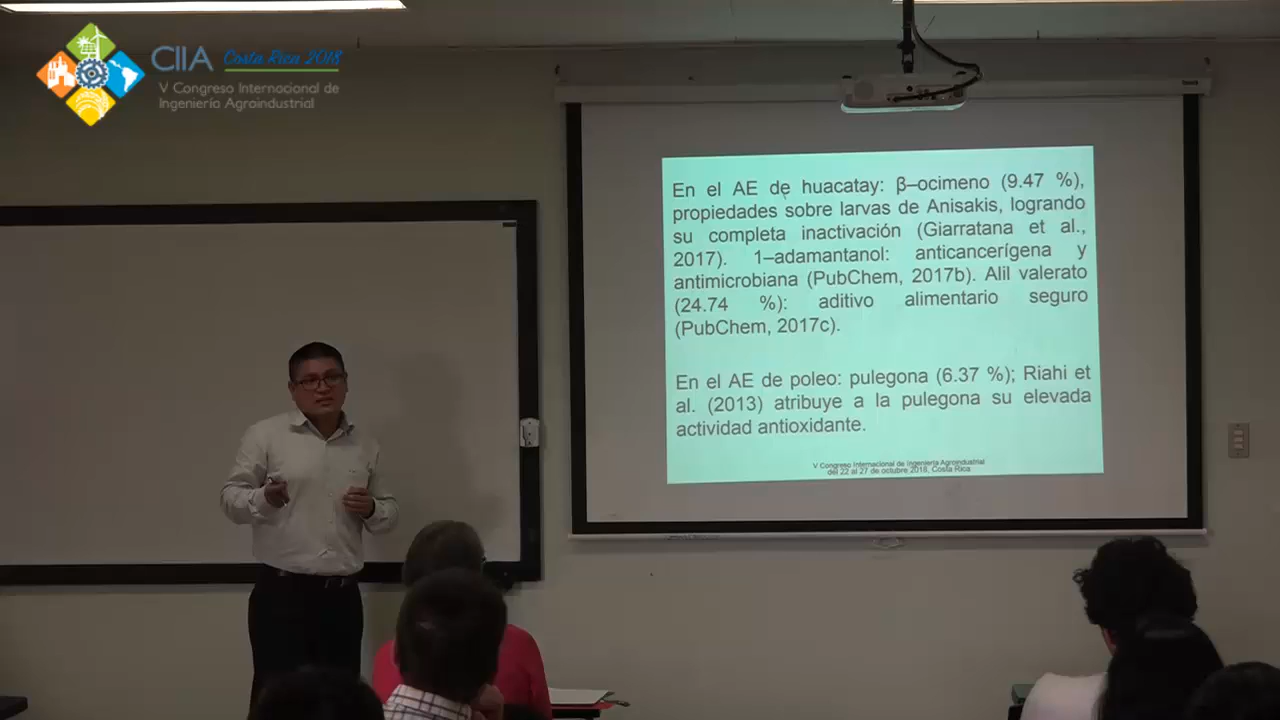 CIIA Costa Rica 2018
V Congreso Internacional de
Ingeniería Agroindustrial
En el AE de huacatay: β–ocimeno (9.47 %),
propiedades sobre larvas de Anisakis, logrando
su completa inactivación (Giarratana et al.,
2017). 1–adamantanol: anticancerígena y
antimicrobiana (PubChem, 2017b). Alil valerato
(24.74 %): aditivo alimentario seguro
(PubChem, 2017c).
En el AE de poleo: pulegona (6.37 %); Riahi et
al. (2013) atribuye a la pulegona su elevada
actividad antioxidante.
V Congreso Internacional de Ingeniería Agroindustrial
del 22 al 27 de octubre 2018, Costa Rica